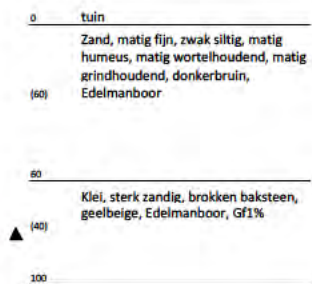 0 tuin
Zand, matig fijn, zwak siltig, matig
humeus, matig wortelhoudend, matig
grindhoudend, donkerbruin,
(60) Edelmanboor
60
Klei, sterk zandig, brokken baksteen,
(40) geelbeige, Edelmanboor, Gf1%
100